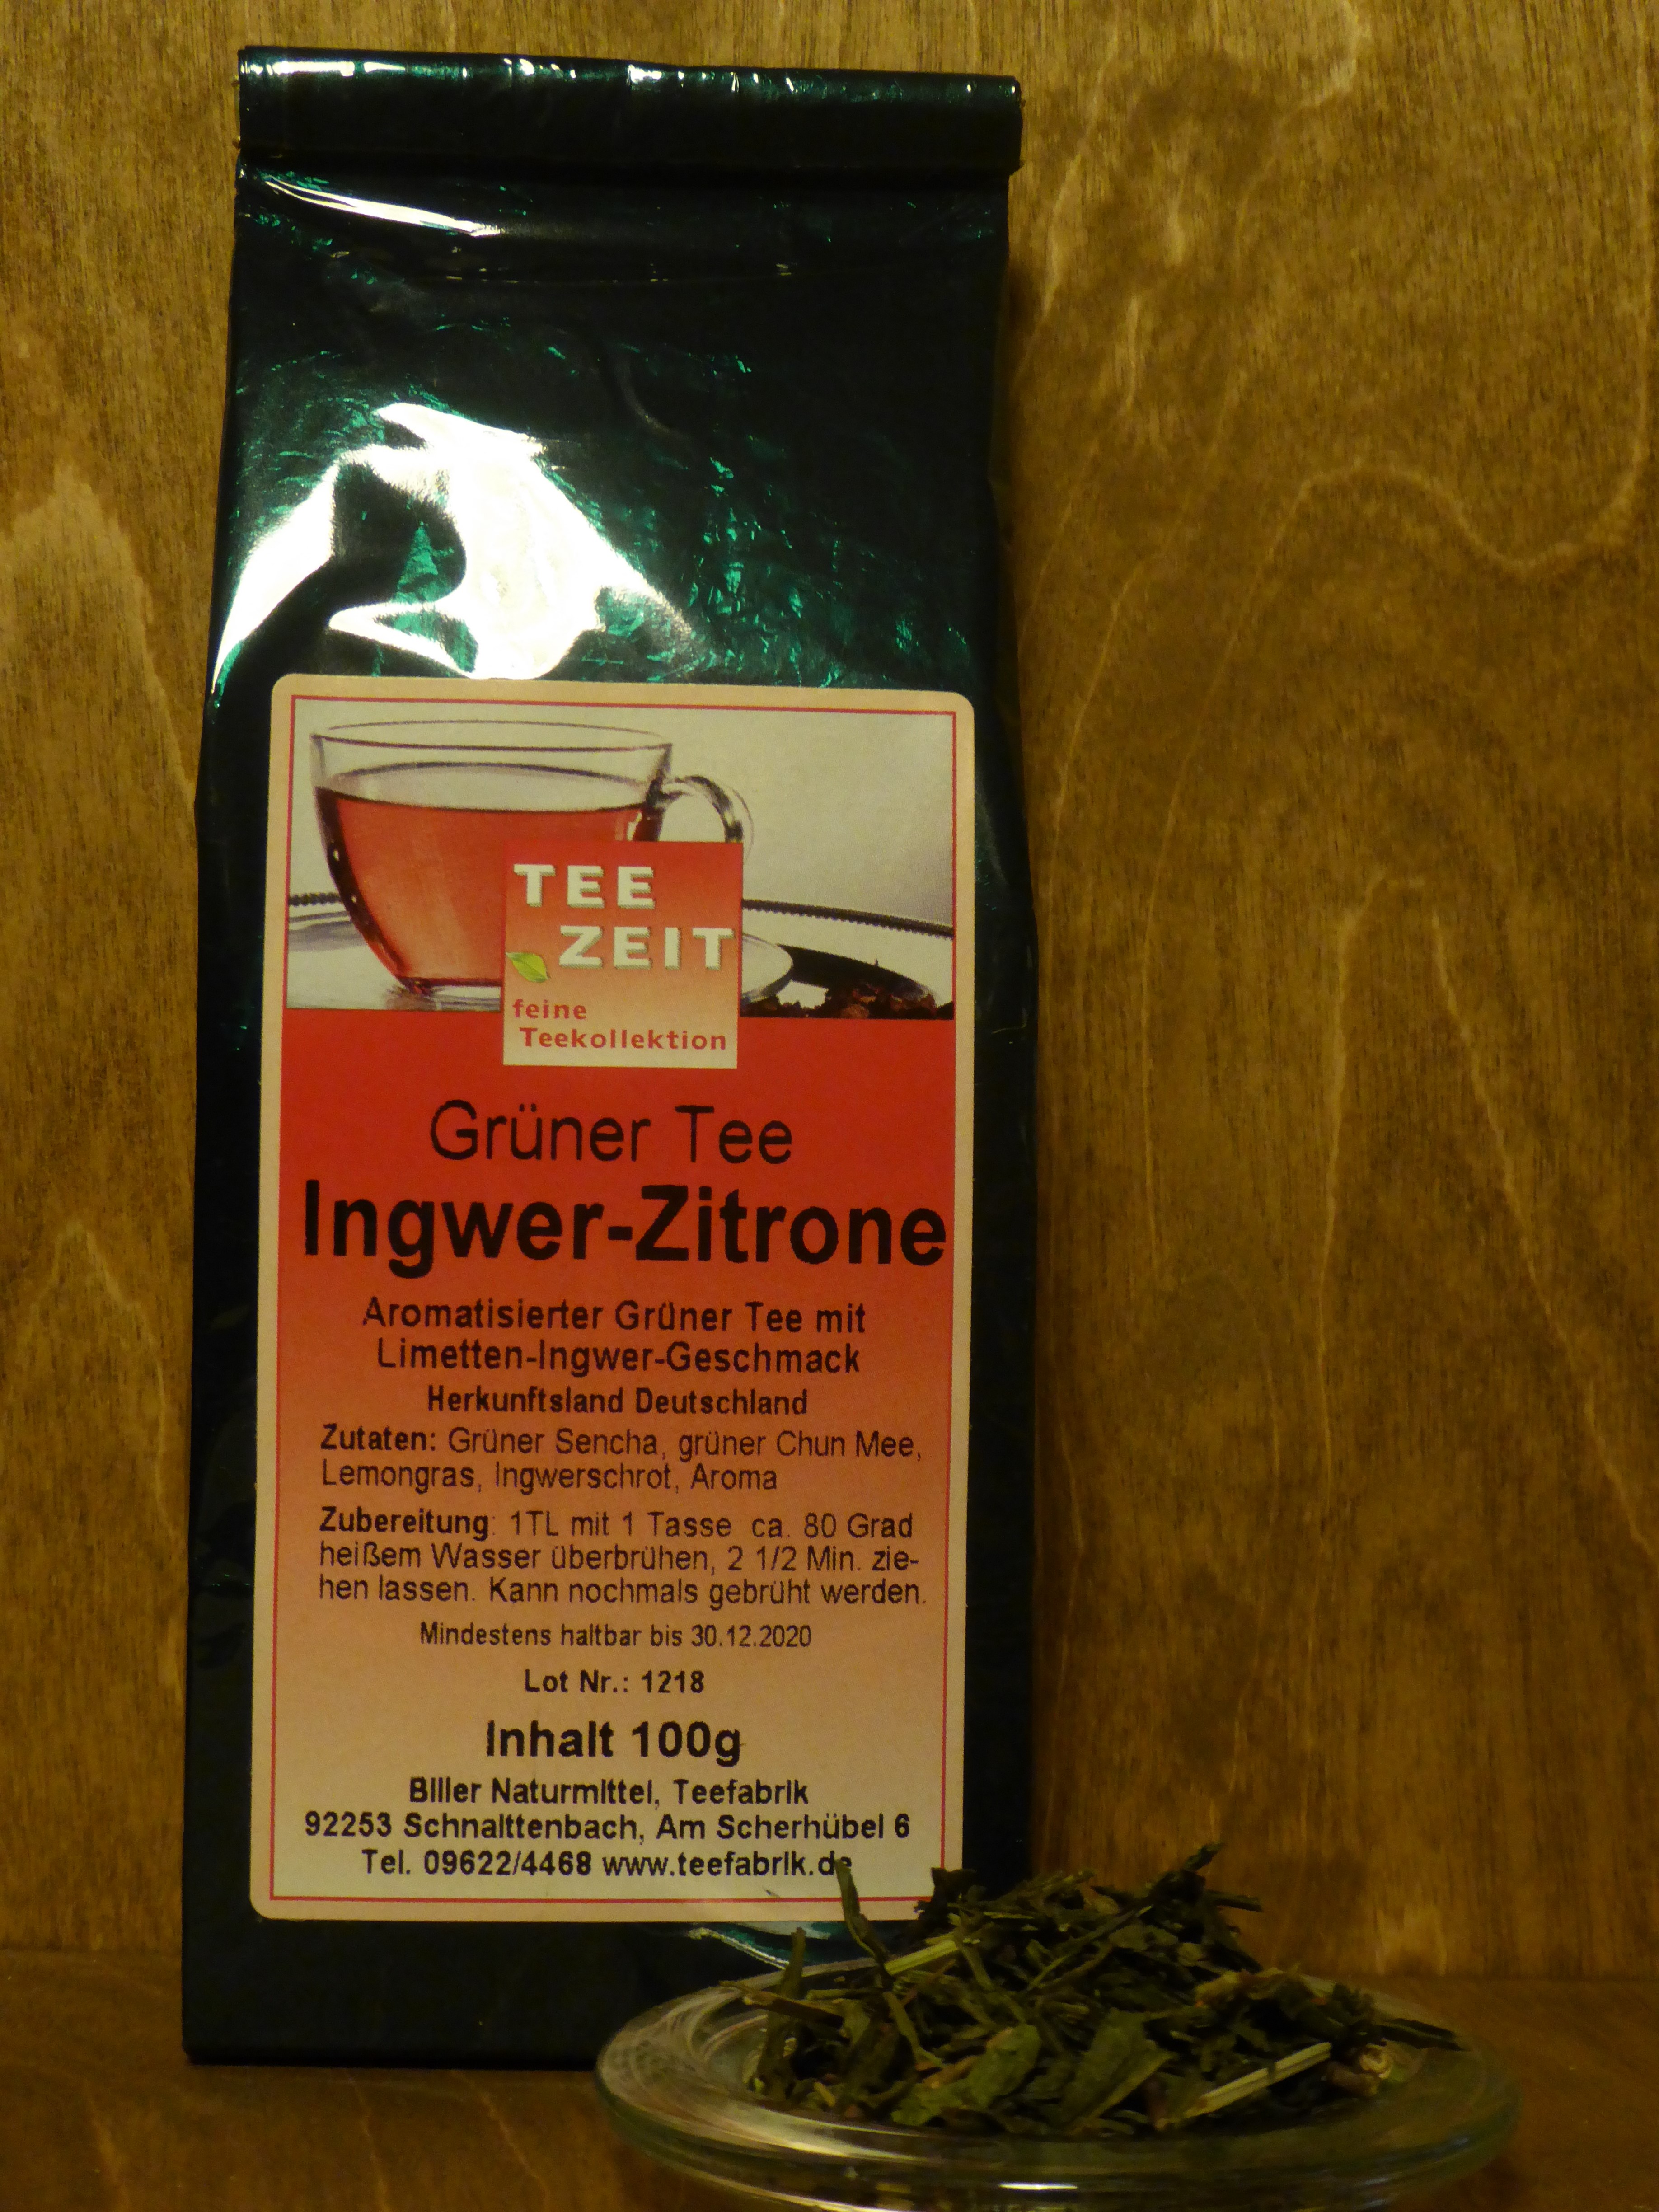 TEE
ZEIT
feine
Teekollektion
Grüner Tee
Ingwer-Zitrone
Aromatisierter Grüner Tee mit
Limetten-Ingwer-Geschmack
Herkunftsland Deutschland
Zutaten: Grüner Sencha, grüner Chun Mee,
Lemongras, Ingwerschrot, Aroma
Zubereitung: 1TL mit 1 Tasse ca. 80 Grad
heißem Wasser überbrühen, 2 1/2 Min. zie-
hen lassen. Kann nochmals gebrüht werden.
Mindestens haltbar bis 30.12.2020
Lot Nr.: 1218
Inhalt 100g
Biller Naturmittel, Teefabrik
92253 Schnaittenbach, Am Scherhübel 6
Tel. 09622/4468 www.teefabrik.de